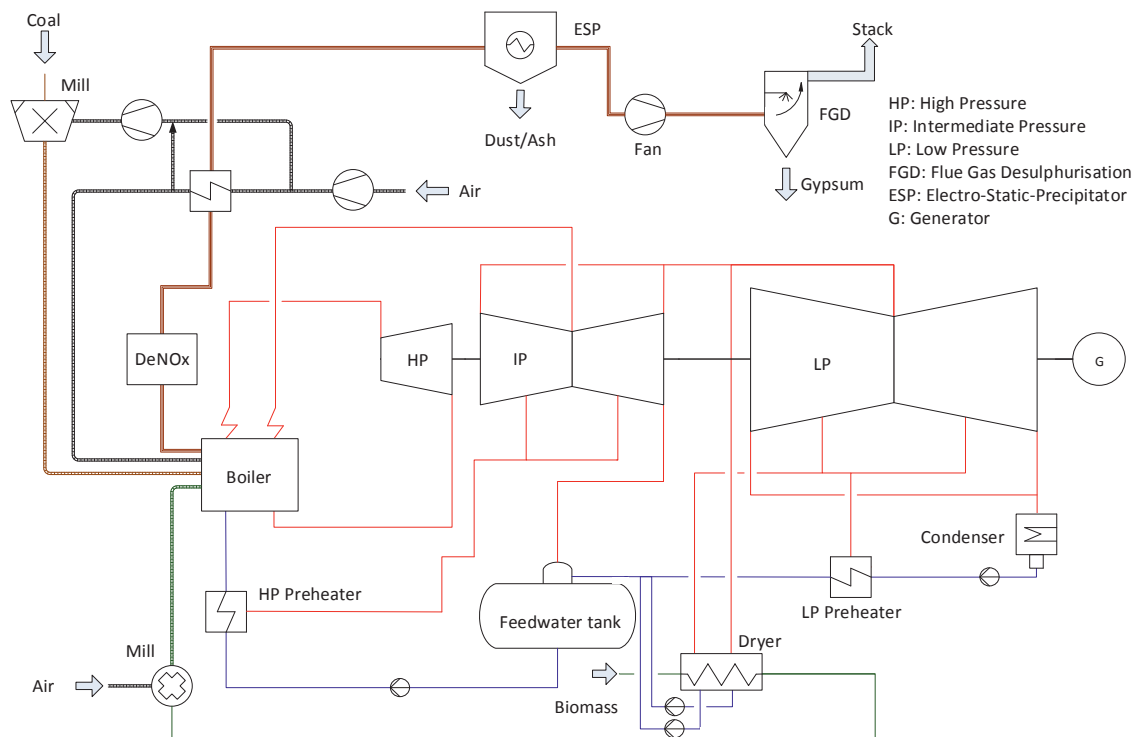 Coal
Mill
ESP
Stack
Dust/Ash
Fan
FGD
Gypsum
Air
HP: High Pressure
IP: Intermediate Pressure
LP: Low Pressure
FGD: Flue Gas Desulphurisation
ESP: Electro-Static-Precipitator
G: Generator
DeNOx
HP
IP
LP
G
Boiler
Condenser
HP Preheater
LP Preheater
Feedwater tank
Dryer
Mill
Air
Biomass